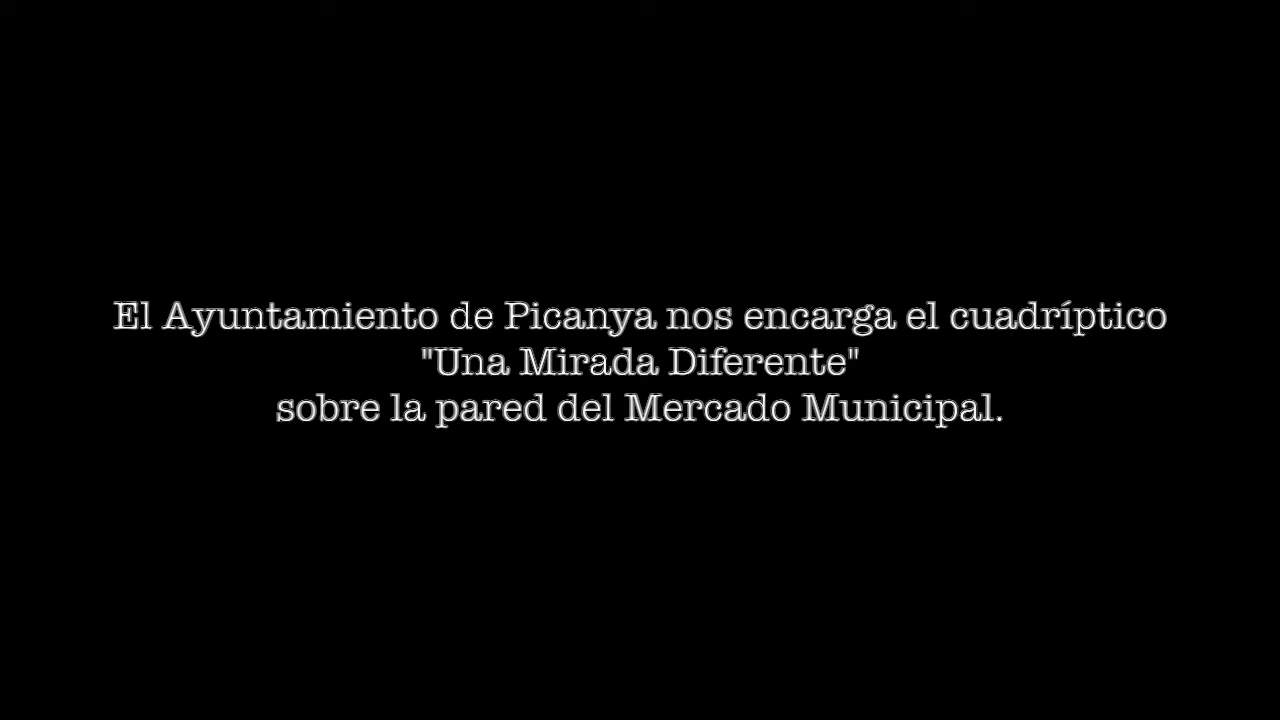 El Ayuntamiento de Picanya nos encarga el cuadríptico
"Una Mirada Diferente"
sobre la pared del Mercado Municipal.